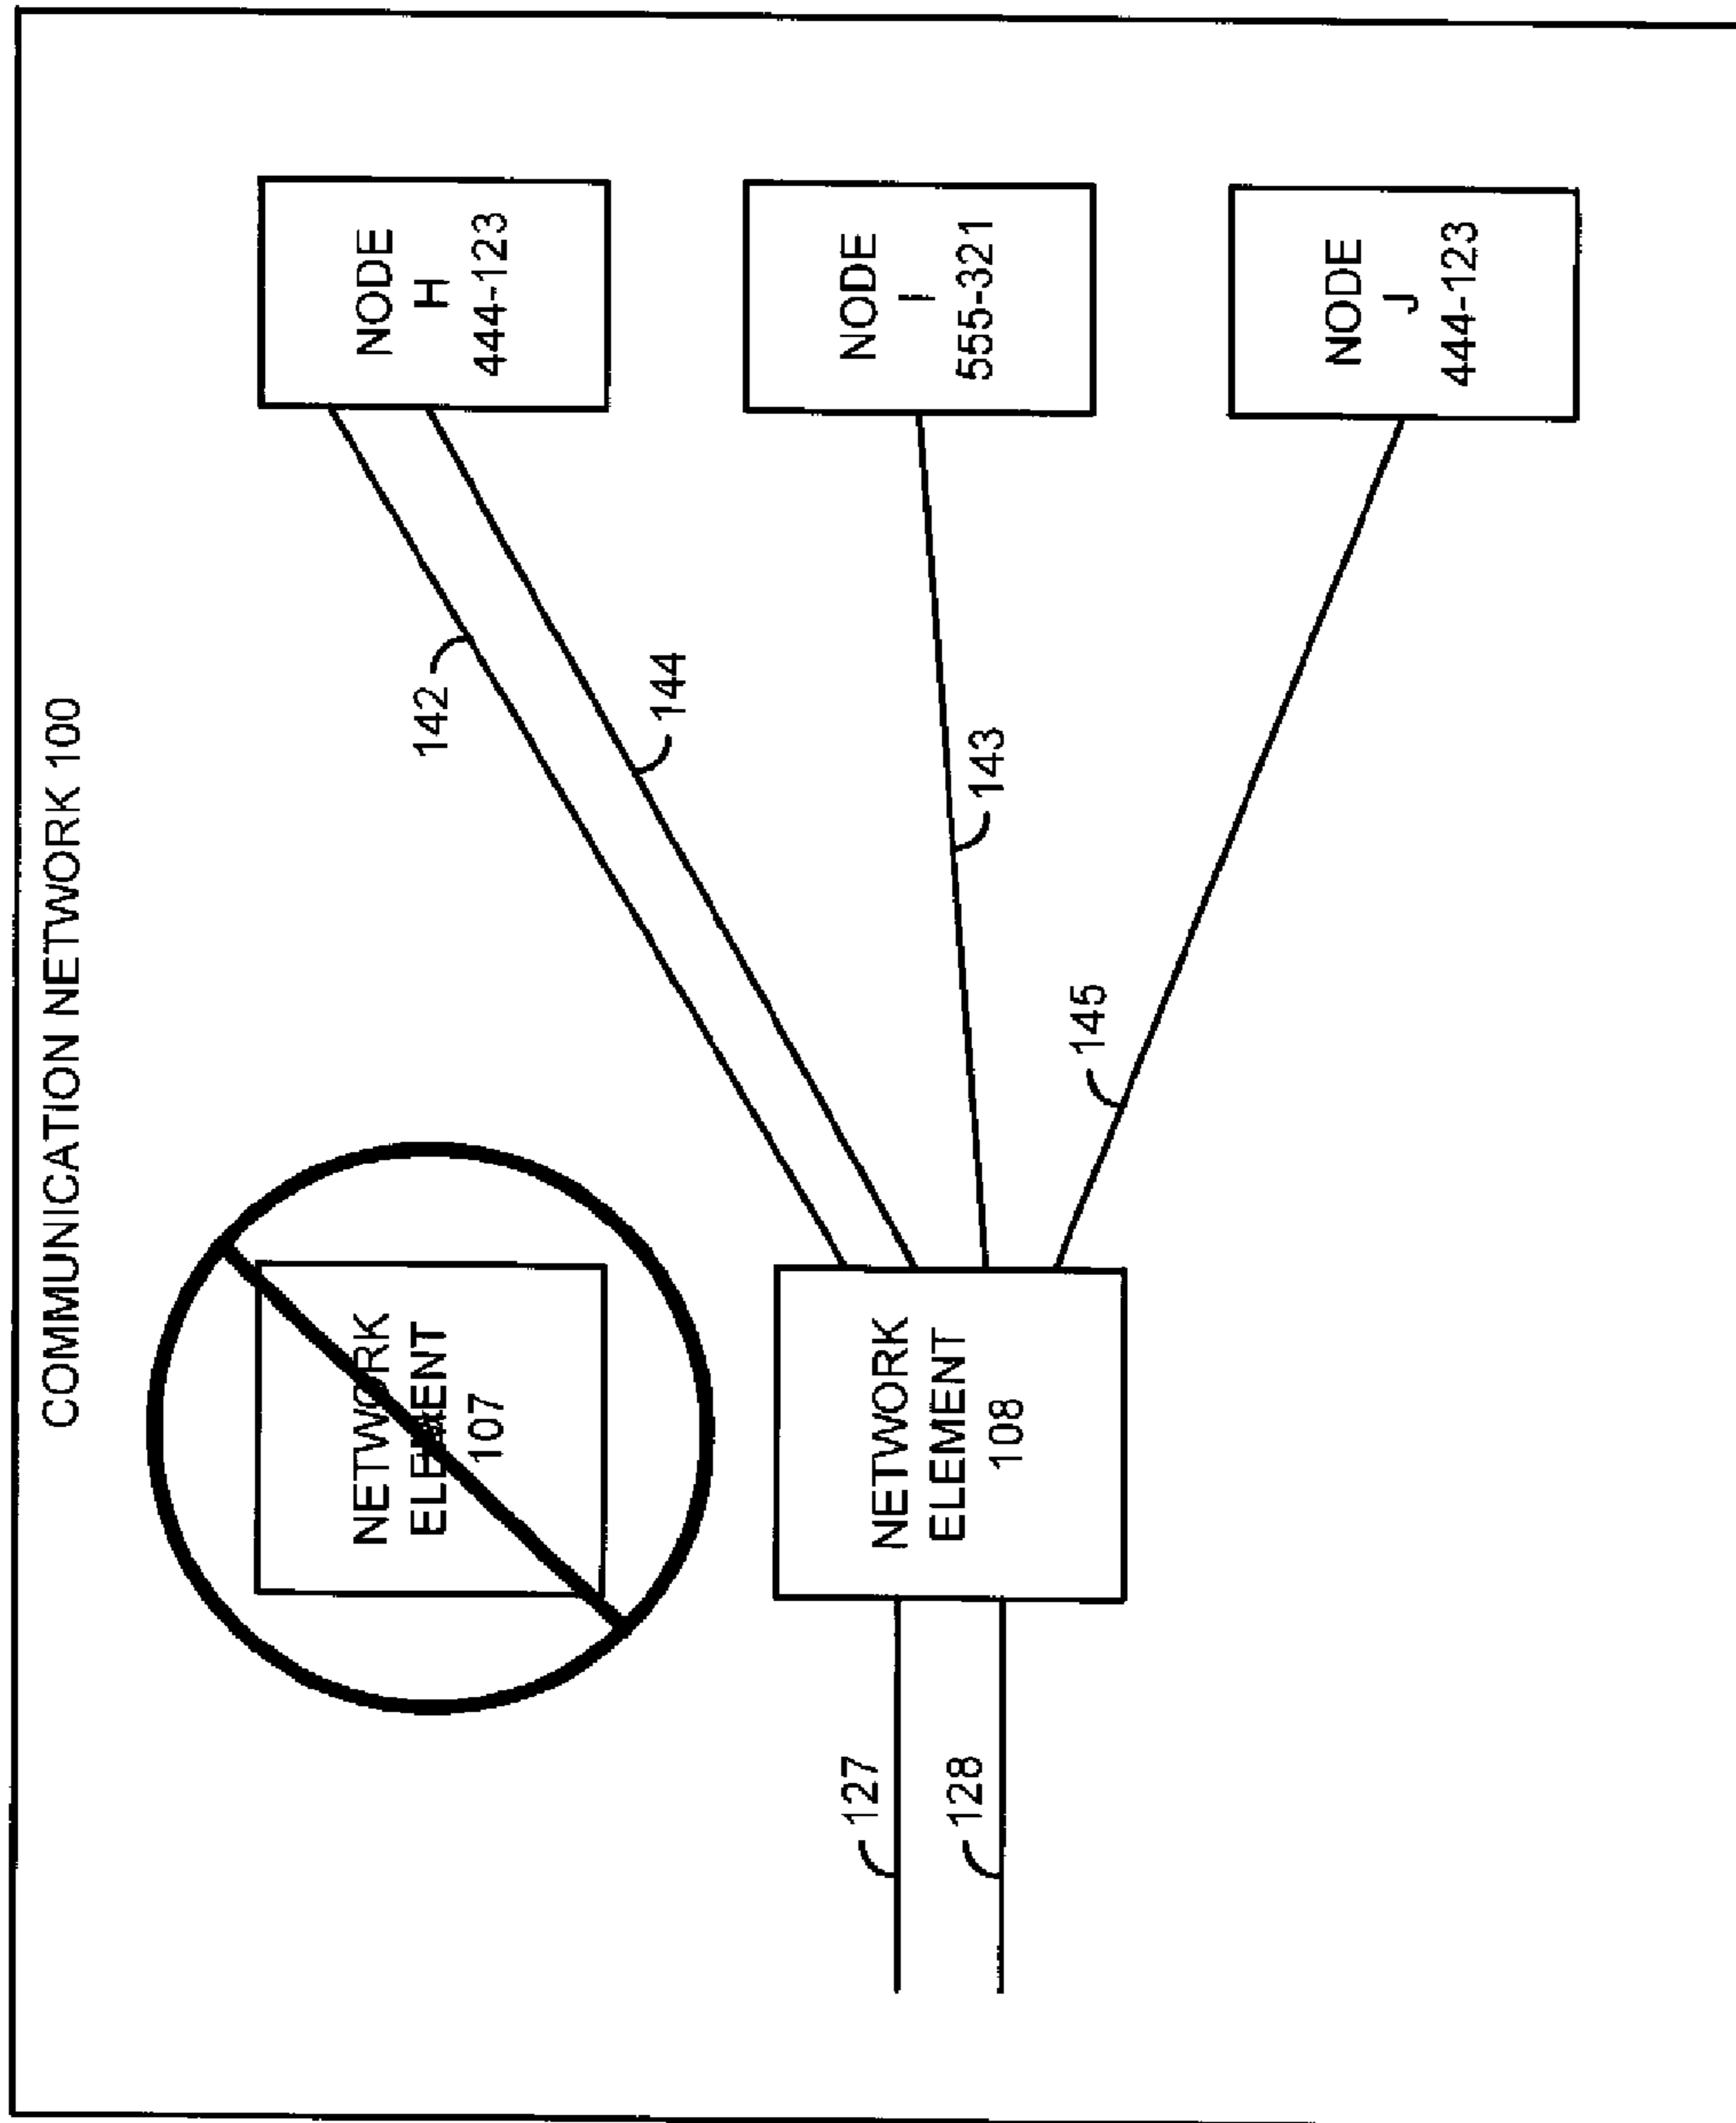 COMMUNICATION NETWORK 100
NETWORK
ELEMENT
107
142
144
NODE
H
444-123
127
128
NETWORK
ELEMENT
108
143
145
NODE
I
555-321
NODE
J
444-123